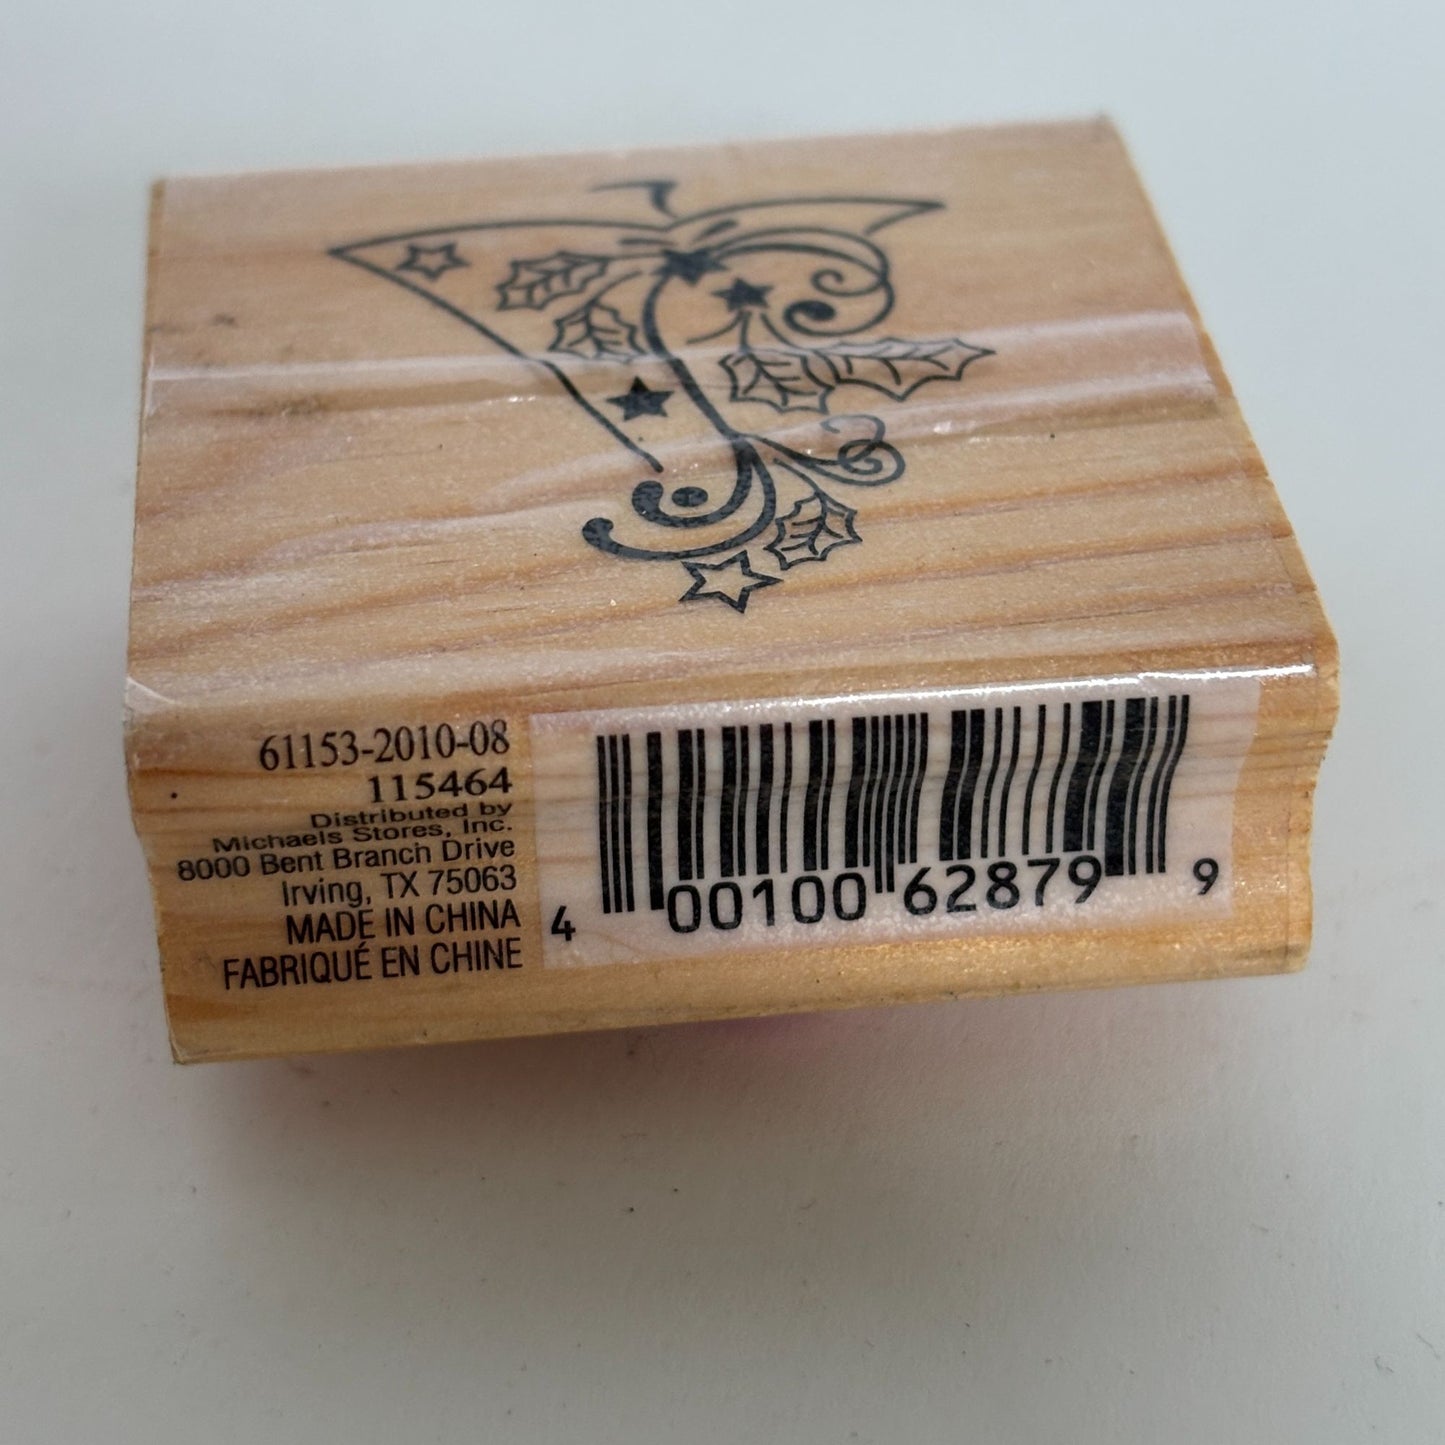 61153-2010-08
115464
Distributed by
Michaels Stores, Inc.
8000 Bent Branch Drive
Irving, TX 75063
MADE IN CHINA
FABRIQUÉ EN CHINE
4 00100 62879 9